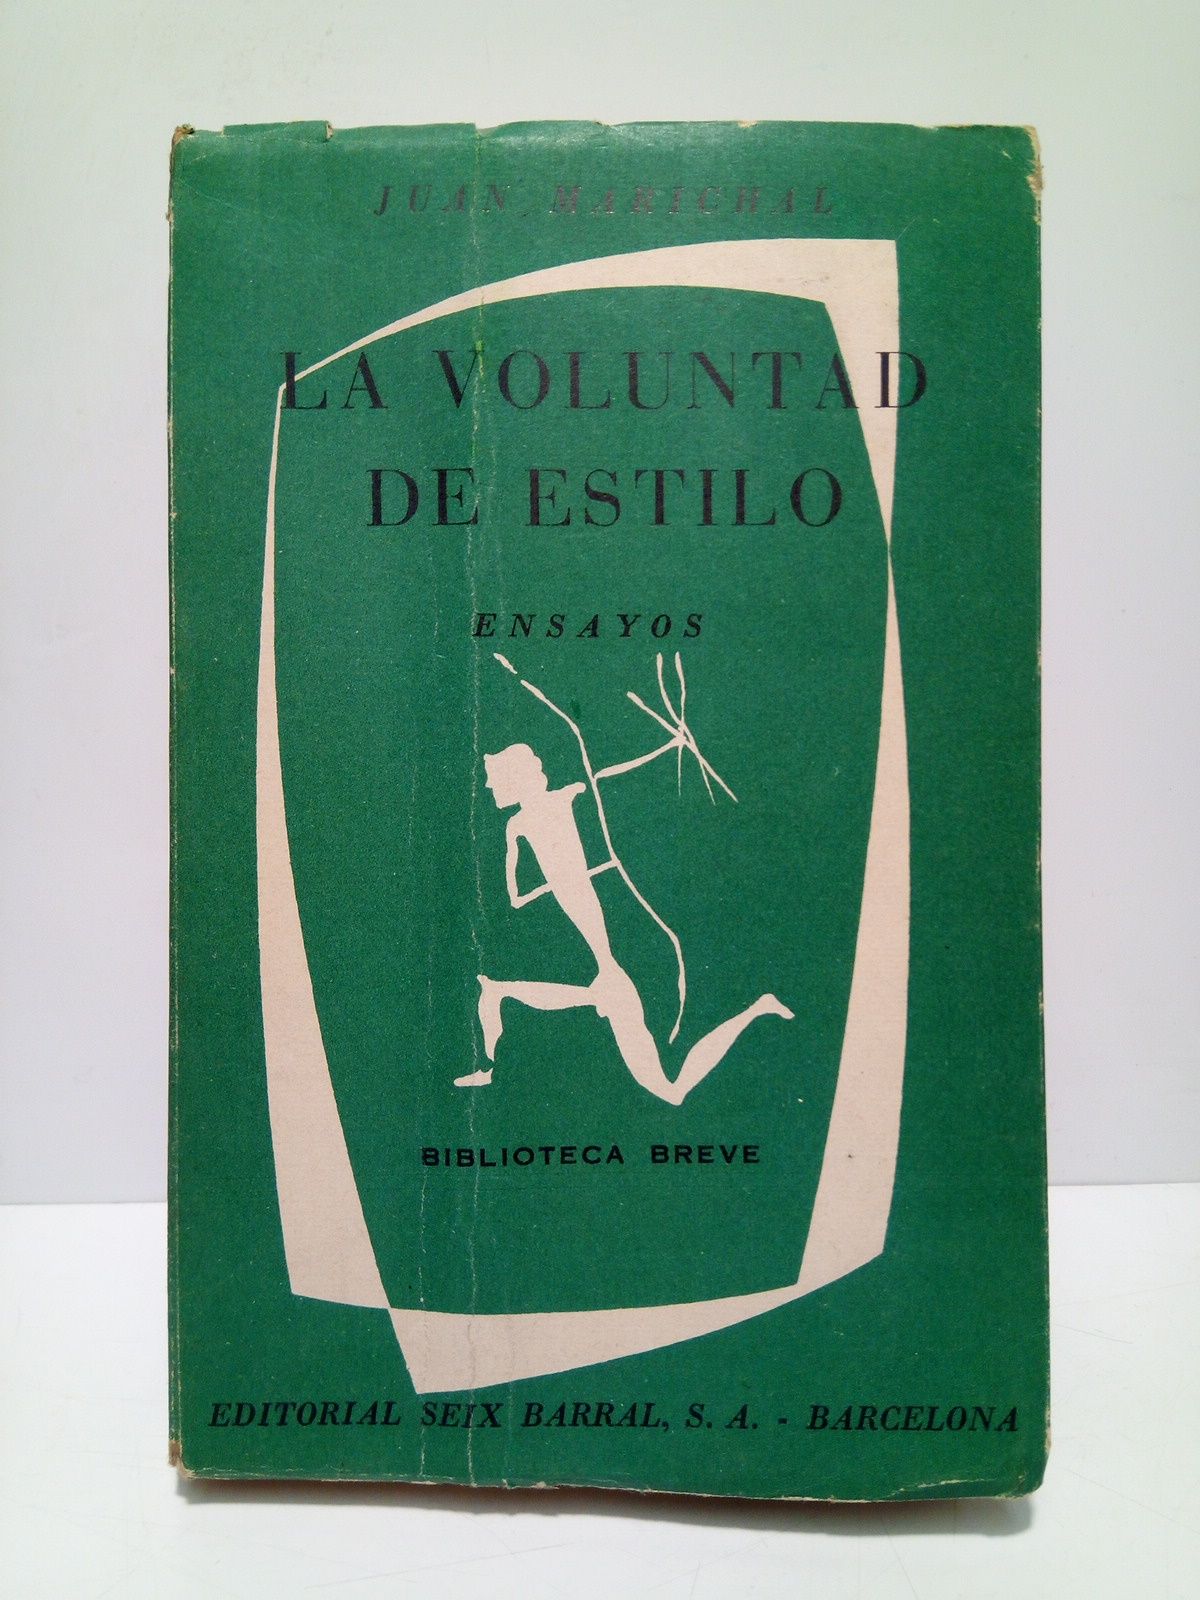 JUAN MARICHAL
LA VOLUNTAD
DE ESTILO
ENSAYOS
BIBLIOTECA BREVE
EDITORIAL SEIX BARRAL, S. A. - BARCELONA